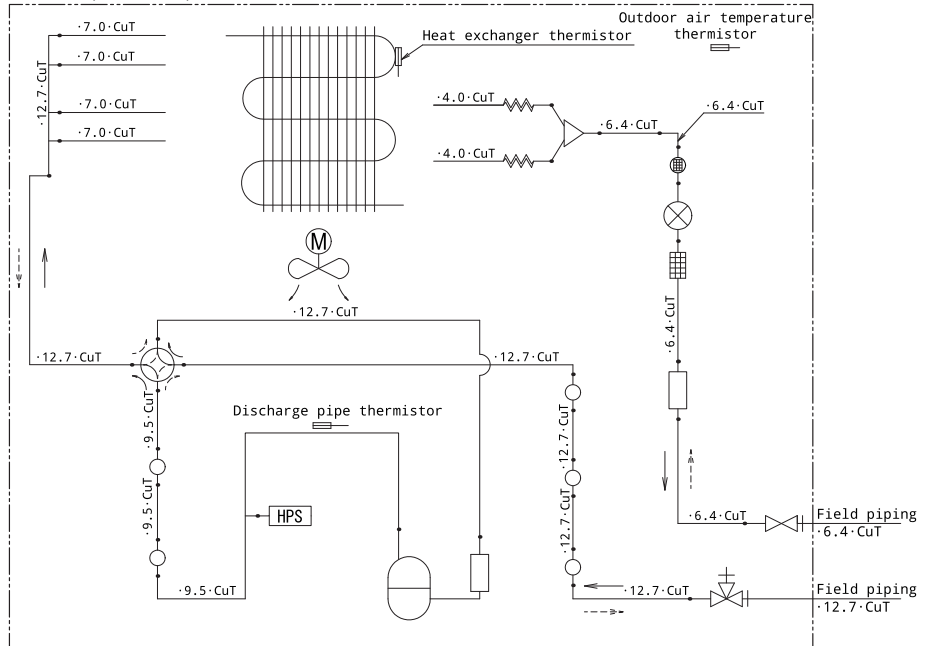 Outdoor air temperature
thermistor
·7.0·CuT
Heat exchanger thermistor
·7.0·CuT
·12.7·CuT
·4.0·CuT
·6.4·CuT
·7.0·CuT
·6.4·CuT
·7.0·CuT
·4.0·CuT
M
·12.7·CuT
·6.4·CuT
·12.7·CuT
·12.7·CuT
Discharge pipe thermistor
·9.5·CuT
·12.7·CuT
·9.5·CuT
HPS
·12.7·CuT
·6.4·CuT
Field piping
·6.4·CuT
·9.5·CuT
·12.7·CuT
Field piping
·12.7·CuT